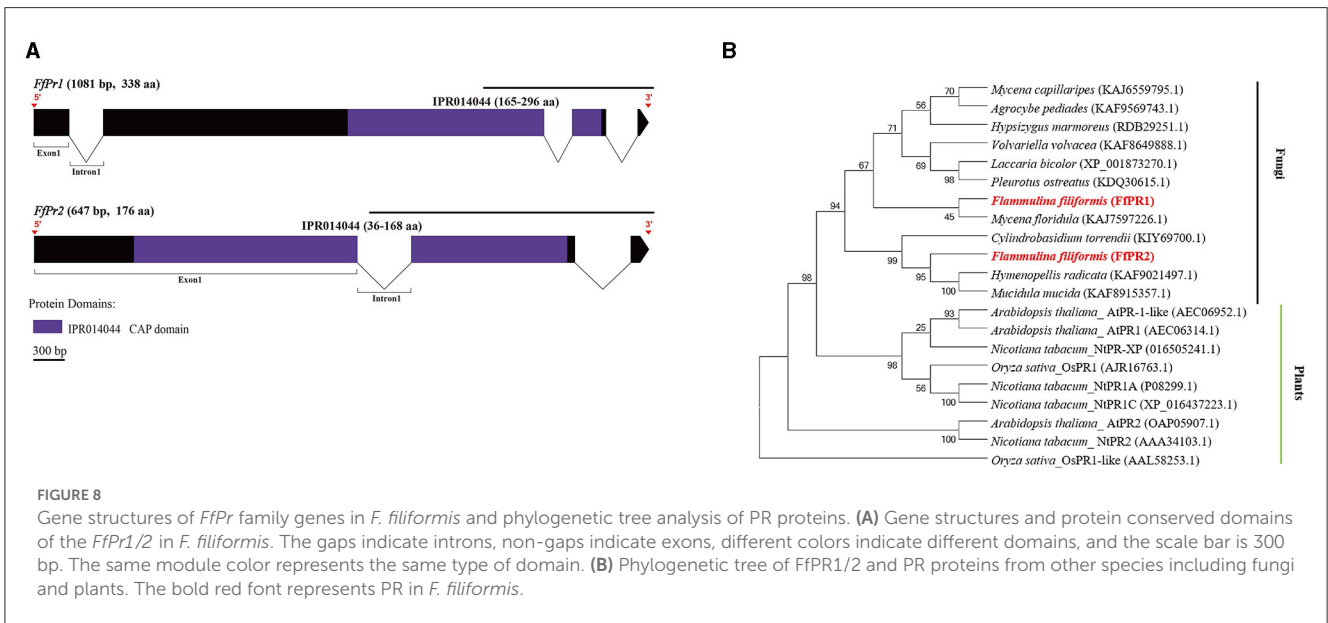 A
FfPr1 (1081 bp, 338 aa)
5'
IPR014044 (165-296 aa)
3'
Exon1
Intron1
FfPr2 (647 bp, 176 aa)
5'
IPR014044 (36-168 aa)
3'
Exon1
Intron1
Protein Domains:
IPR014044 CAP domain
300 bp
B
70
Mycena capillaripes (KAJ6559795.1)
56
Agrocybe pediades (KAF9569743.1)
Hypsizygus marmoreus (RDB29251.1)
71
Volvariella volvacea (KAF8649888.1)
69
Laccaria bicolor (XP_001873270.1)
67
98
Pleurotus ostreatus (KDQ30615.1)
Flammulina filiformis (FfPR1)
94
45
Mycena floridula (KAJ7597226.1)
Cylindrobasidium torrendii (KIY69700.1)
99
Flammulina filiformis (FfPR2)
95
Hymenopellis radicata (KAF9021497.1)
98
100
Mucidula mucida (KAF8915357.1)
93
Arabidopsis thaliana_ AtPR-1-like (AEC06952.1)
25
Arabidopsis thaliana_ AtPR1 (AEC06314.1)
Nicotiana tabacum_NtPR-XP (016505241.1)
98
Oryza sativa_OsPR1 (AJR16763.1)
56
Nicotiana tabacum_NtPR1A (P08299.1)
100
Nicotiana tabacum_NtPR1C (XP_016437223.1)
Arabidopsis thaliana_ AtPR2 (OAP05907.1)
100
Nicotiana tabacum_ NtPR2 (AAA34103.1)
Oryza sativa_OsPR1-like (AAL58253.1)
Fungi
Plants
FIGURE 8
Gene structures of FfPr family genes in F. filiformis and phylogenetic tree analysis of PR proteins. (A) Gene structures and protein conserved domains
of the FfPr1/2 in F. filiformis. The gaps indicate introns, non-gaps indicate exons, different colors indicate different domains, and the scale bar is 300
bp. The same module color represents the same type of domain. (B) Phylogenetic tree of FfPR1/2 and PR proteins from other species including fungi
and plants. The bold red font represents PR in F. filiformis.